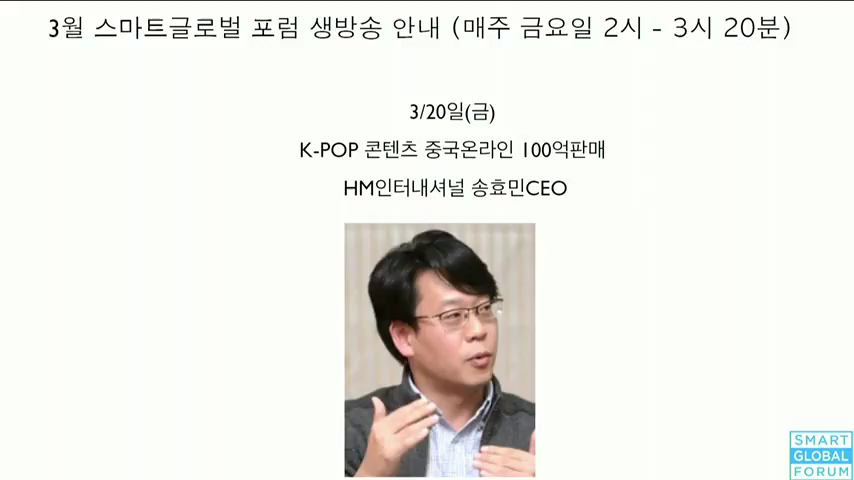 3월 스마트글로벌 포럼 생방송 안내 (매주 금요일 2시 - 3시 20분)
3/20일(금)
K-POP 콘텐츠 중국온라인 100억판매
HM인터내셔널 송효민CEO
SMART
GLOBAL
FORUM